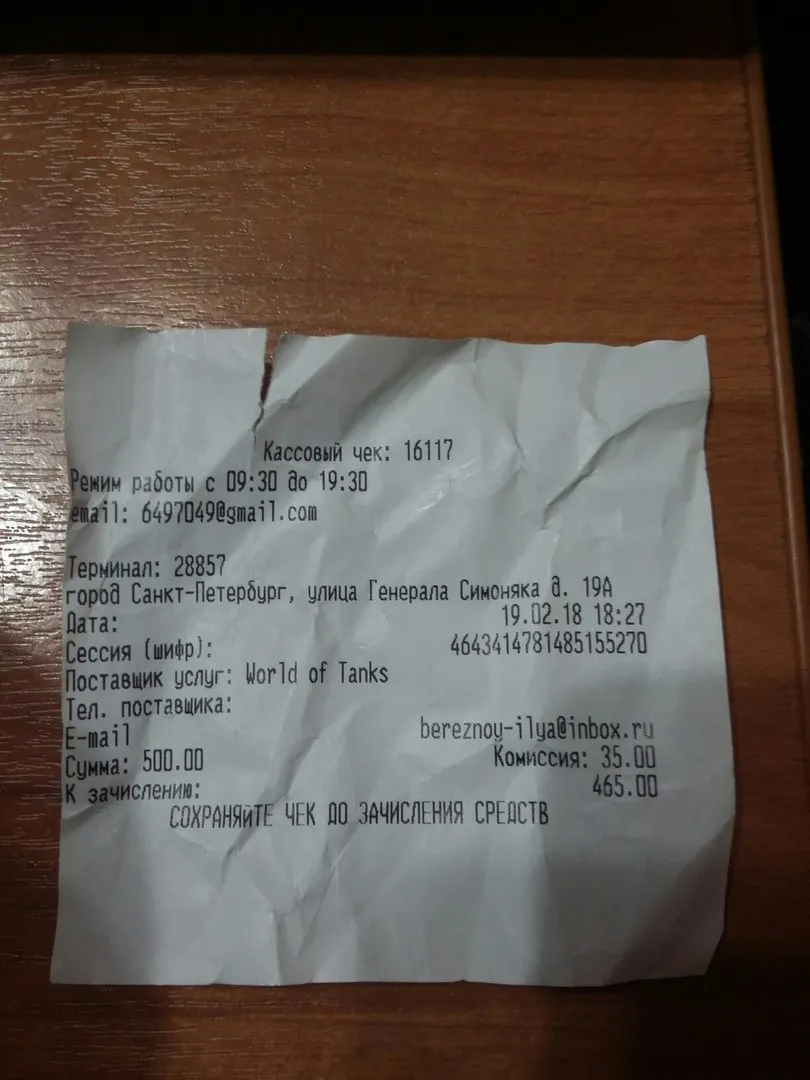 Кассовый чек: 16117
Режим работы с 09:30 до 19:30
email: 6497049@gmail.com
Терминал: 28857
город Санкт-Петербург, улица Генерала Симоняка д. 19А
Дата: 19.02.18 18:27
Сессия (шифр): 4643414781485155270
Поставщик услуг: World of Tanks
Тел. поставщика:
E-mail bereznoy-ilya@inbox.ru
Сумма: 500.00 Комиссия: 35.00
К зачислению: 465.00
СОХРАНЯйТЕ ЧЕК ДО ЗАЧИСЛЕНИЯ СРЕДСТВ